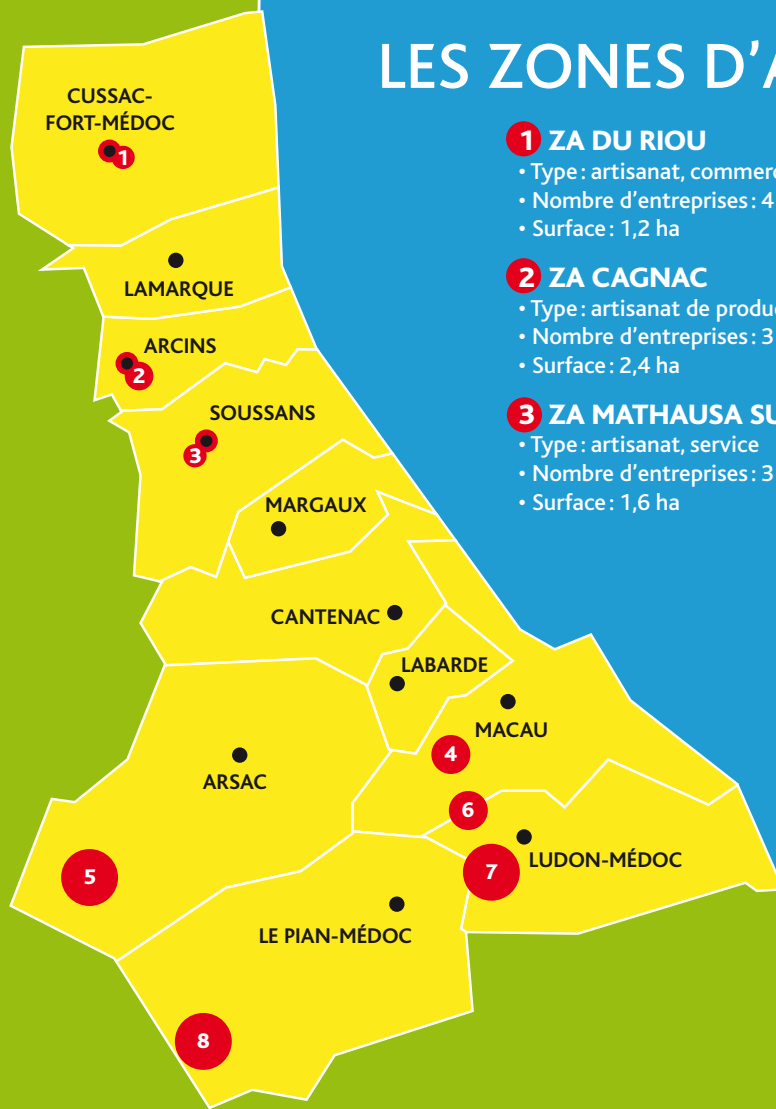 LES ZONES D'A
1 ZA DU RIOU
• Type : artisanat, commerc
• Nombre d'entreprises : 4
• Surface : 1,2 ha
2 ZA CAGNAC
• Type : artisanat de produc
• Nombre d'entreprises : 3
• Surface : 2,4 ha
3 ZA MATHAUSA SU
• Type : artisanat, service
• Nombre d'entreprises : 3
• Surface : 1,6 ha
CUSSAC-
FORT-MÉDOC
1
LAMARQUE
ARCINS
2
SOUSSANS
3
MARGAUX
CANTENAC
LABARDE
MACAU
4
ARSAC
6
5
7
LUDON-MÉDOC
LE PIAN-MÉDOC
8